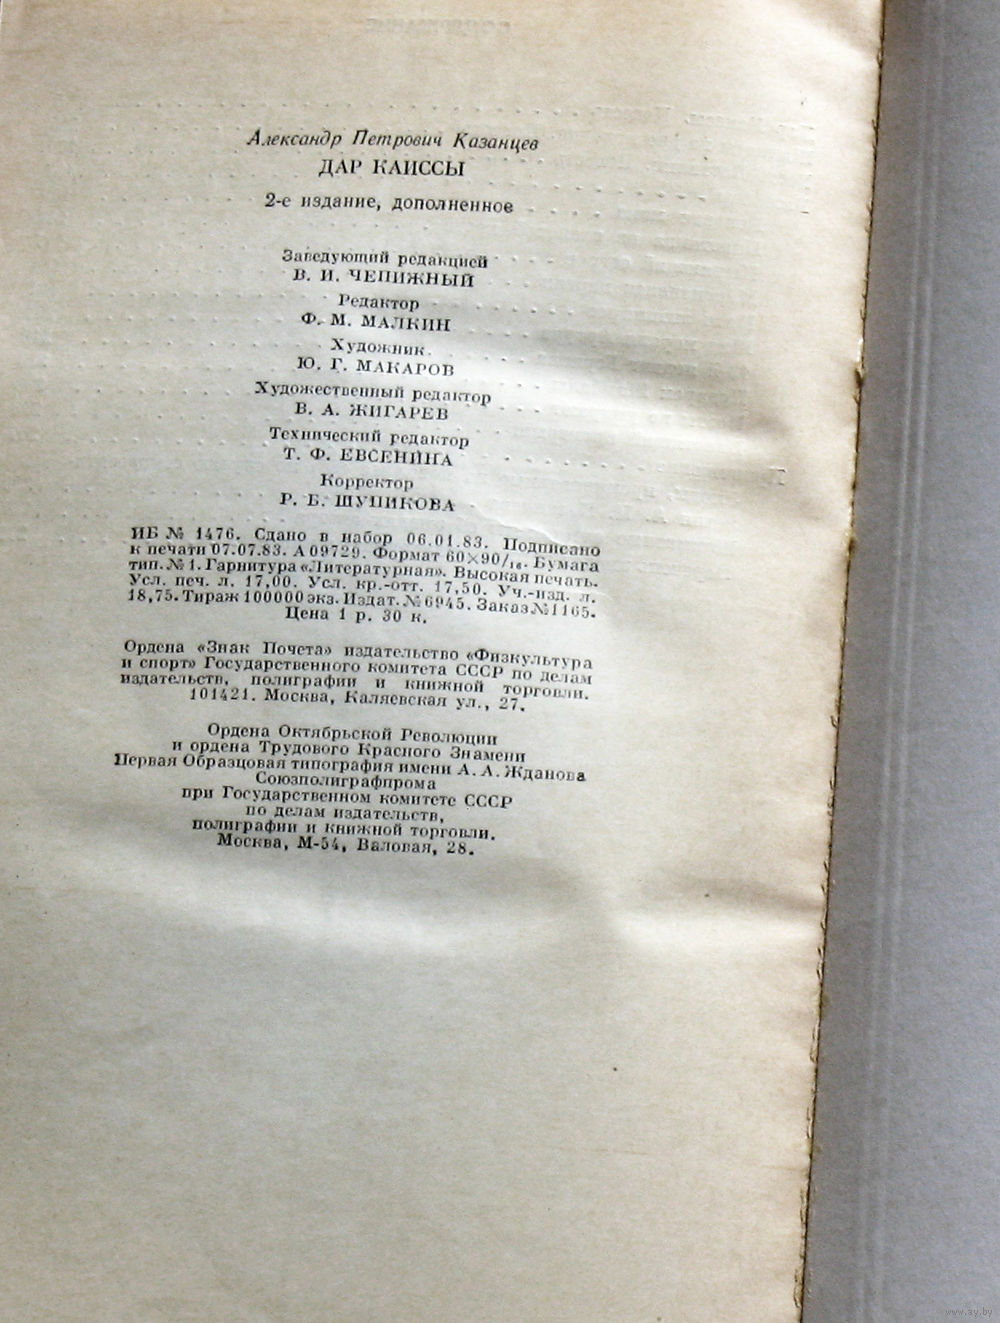 Александр Петрович Казанцев
ДАР КАИССЫ
2-е издание, дополненное
Заведующий редакцией
В. И. ЧЕПИЖНЫЙ
Редактор
Ф. М. МАЛКИН
Художник
Ю. Г. МАКАРОВ
Художественный редактор
В. А. ЖИГАРЕВ
Технический редактор
Т. Ф. ЕВСЕНИНА
Корректор
Р. Б. ШУПИКОВА
ИБ № 1476. Сдано в набор 06.01.83. Подписано
к печати 07.07.83. А 09729. Формат 60×90/16. Бумага
тип. № 1. Гарнитура «Литературная». Высокая печать.
Усл. печ. л. 17,00. Усл. кр.-отт. 17,50. Уч.-изд. л.
18,75. Тираж 100000 экз. Издат. № 6945. Заказ № 1165.
Цена 1 р. 30 к.
Ордена «Знак Почета» издательство «Физкультура
и спорт» Государственного комитета СССР по делам
издательств, полиграфии и книжной торговли.
101421. Москва, Каляевская ул., 27.
Ордена Октябрьской Революции
и ордена Трудового Красного Знамени
Первая Образцовая типография имени А. А. Жданова
Союзполиграфпрома
при Государственном комитете СССР
по делам издательств,
полиграфии и книжной торговли.
Москва, М-54, Валовая, 28.
www.ay.by